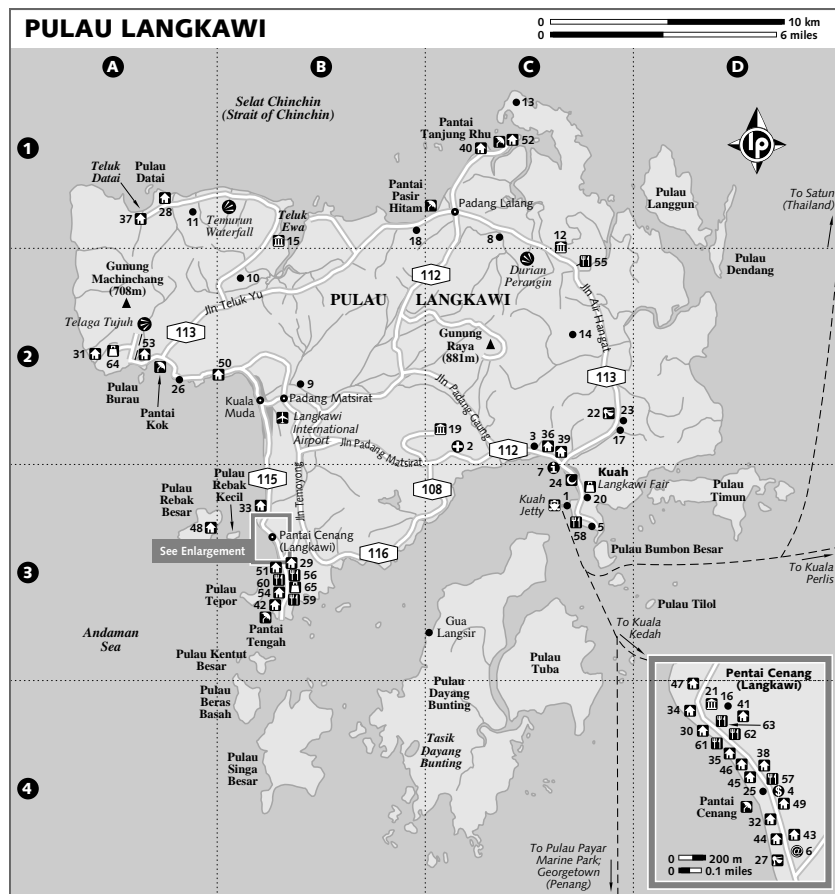 PULAU LANGKAWI
0 10 km
0 6 miles
A
B
C
D
1
2
3
4
Selat Chinchin
(Strait of Chinchin)
13
Pantai
Tanjung Rhu
40
52
Teluk
Datai
Pulau
Datai
37
28
11
Temurun
Waterfall
Teluk
Ewa
15
Pantai
Pasir
Hitam
18
Padang Lalang
8
12
55
Durian
Perangin
Pulau
Langgun
To Satun
(Thailand)
Pulau
Dendang
Gunung
Machinchang
(708m)
10
Jln Teluk Yu
112
PULAU LANGKAWI
Jln Air Hangat
Telaga Tujuh
113
53
31
64
Pulau
Burau
Pantai
Kok
26
50
9
Kuala
Muda
Padang Matsirat
Langkawi
International
Airport
Gunung
Raya
(881m)
14
113
Jln Padang Gaung
19
2
Jln Padang Matsirat
112
3
36
39
22
23
17
7
24
Kuah
Langkawi Fair
20
Kuah
Jetty
1
58
5
Pulau
Timun
Pulau Bumbon Besar
To Kuala
Perlis
Pulau
Rebak
Besar
Pulau
Rebak
Kecil
115
33
48
Jln Temoyong
108
See Enlargement
Pantai Cenang
(Langkawi)
116
51
29
60
56
65
54
59
42
Pulau
Tepor
Pantai
Tengah
Andaman
Sea
Pulau Kentut
Besar
Pulau
Beras
Basah
Pulau
Singa
Besar
Gua
Langsir
Pulau
Dayang
Bunting
Tasik
Dayang
Bunting
Pulau
Tuba
Pulau Tilol
To Kuala
Kedah
To Pulau Payar
Marine Park;
Georgetown
(Penang)
Pentai Cenang
(Langkawi)
47
21
16
41
34
63
30
62
61
35
38
46
45
57
25
4
49
Pantai
Cenang
32
43
44
6
27
0 200 m
0 0.1 miles